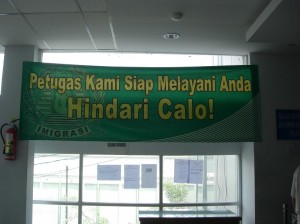 Petugas Kami Siap Melayani Anda
Hindari Calo!
IMIGRASI